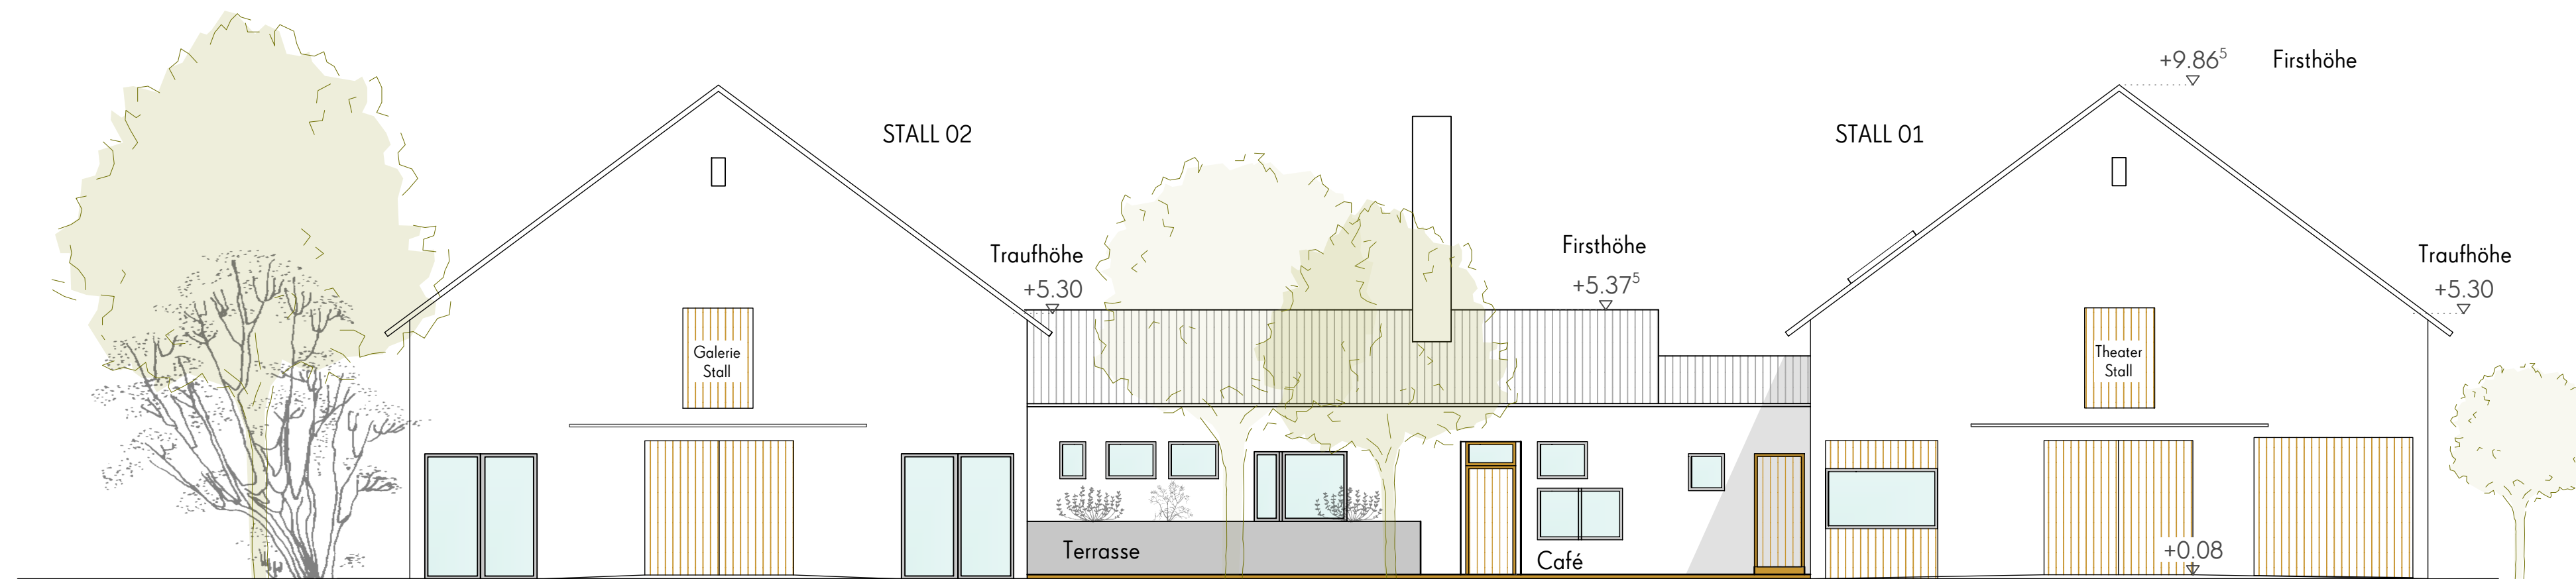 +9.86⁵ Firsthöhe
STALL 02
STALL 01
Traufhöhe
+5.30
Firsthöhe
+5.37⁵
Traufhöhe
+5.30
Galerie
Stall
Theater
Stall
Terrasse
Café
+0.08